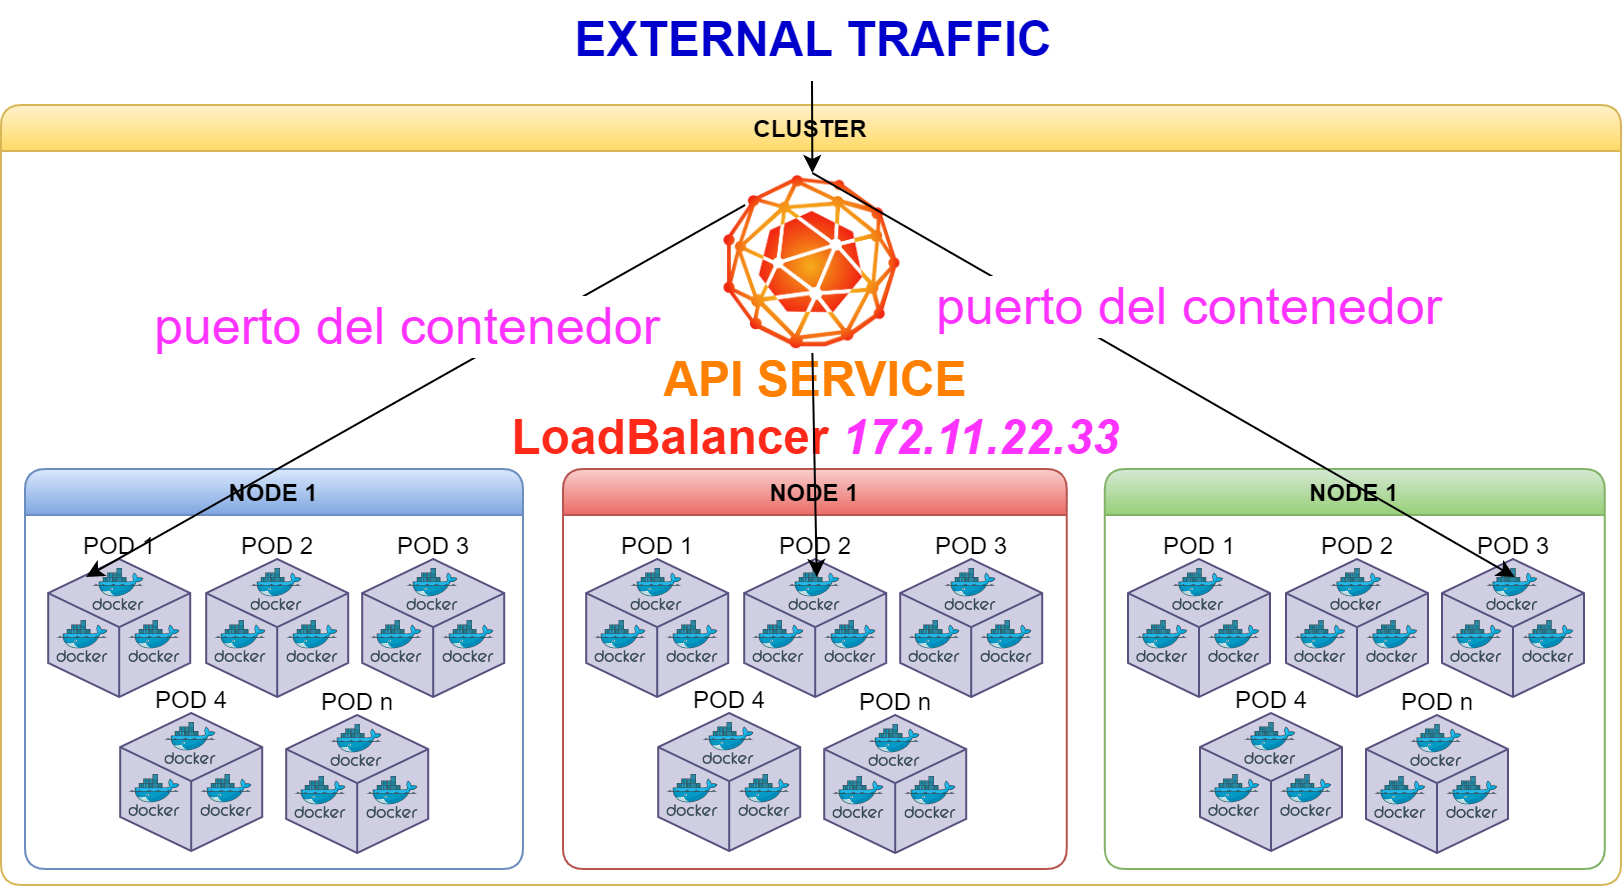 EXTERNAL TRAFFIC
CLUSTER
puerto del contenedor
puerto del contenedor
API SERVICE
LoadBalancer 172.11.22.33
NODE 1
POD 1 POD 2 POD 3
docker docker docker
docker docker docker docker docker docker
POD 4 POD n
docker docker
docker docker docker docker
NODE 1
POD 1 POD 2 POD 3
docker docker docker
docker docker docker docker docker docker
POD 4 POD n
docker docker
docker docker docker docker
NODE 1
POD 1 POD 2 POD 3
docker docker docker
docker docker docker docker docker docker
POD 4 POD n
docker docker
docker docker docker docker